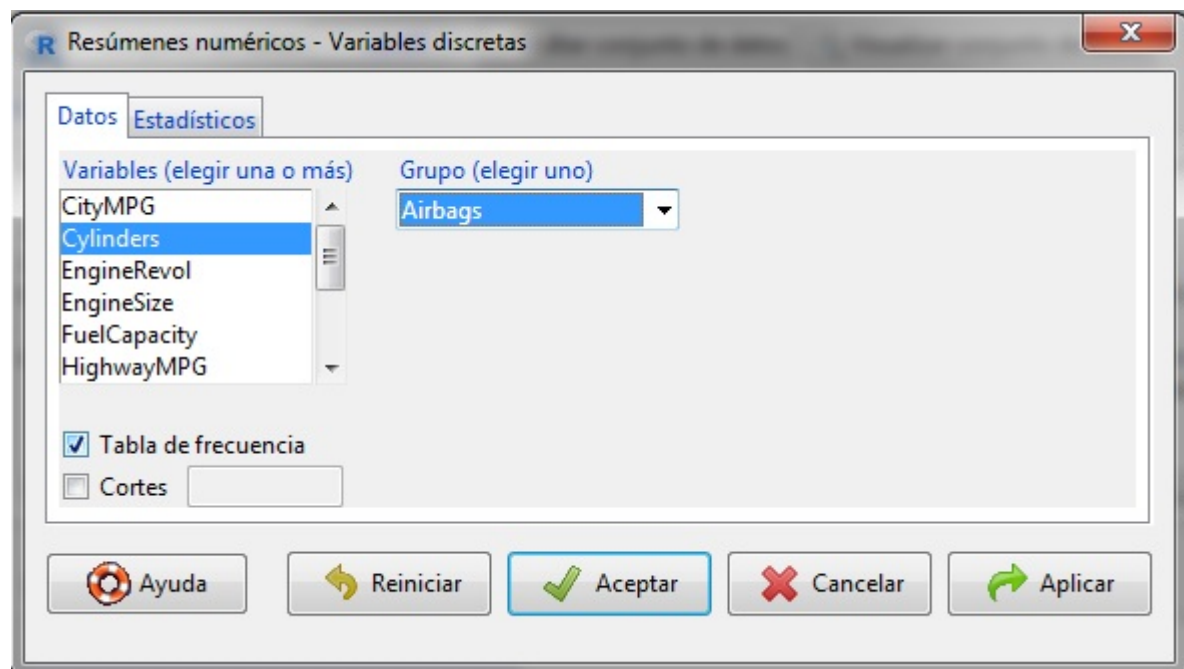 R Resúmenes numéricos - Variables discretas
Datos Estadísticos
Variables (elegir una o más) Grupo (elegir uno)
CityMPG Airbags
Cylinders
EngineRevol
EngineSize
FuelCapacity
HighwayMPG
Tabla de frecuencia
Cortes
Ayuda Reiniciar Aceptar Cancelar Aplicar